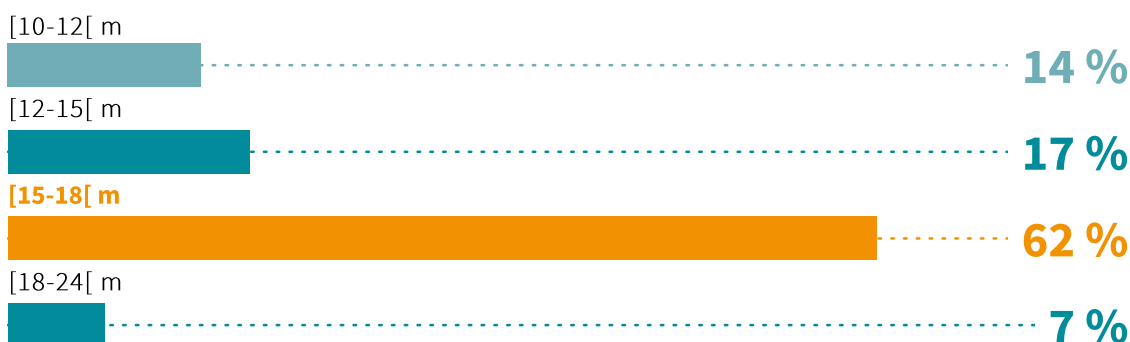 [10-12[ m
14 %
[12-15[ m
17 %
[15-18[ m
62 %
[18-24[ m
7 %